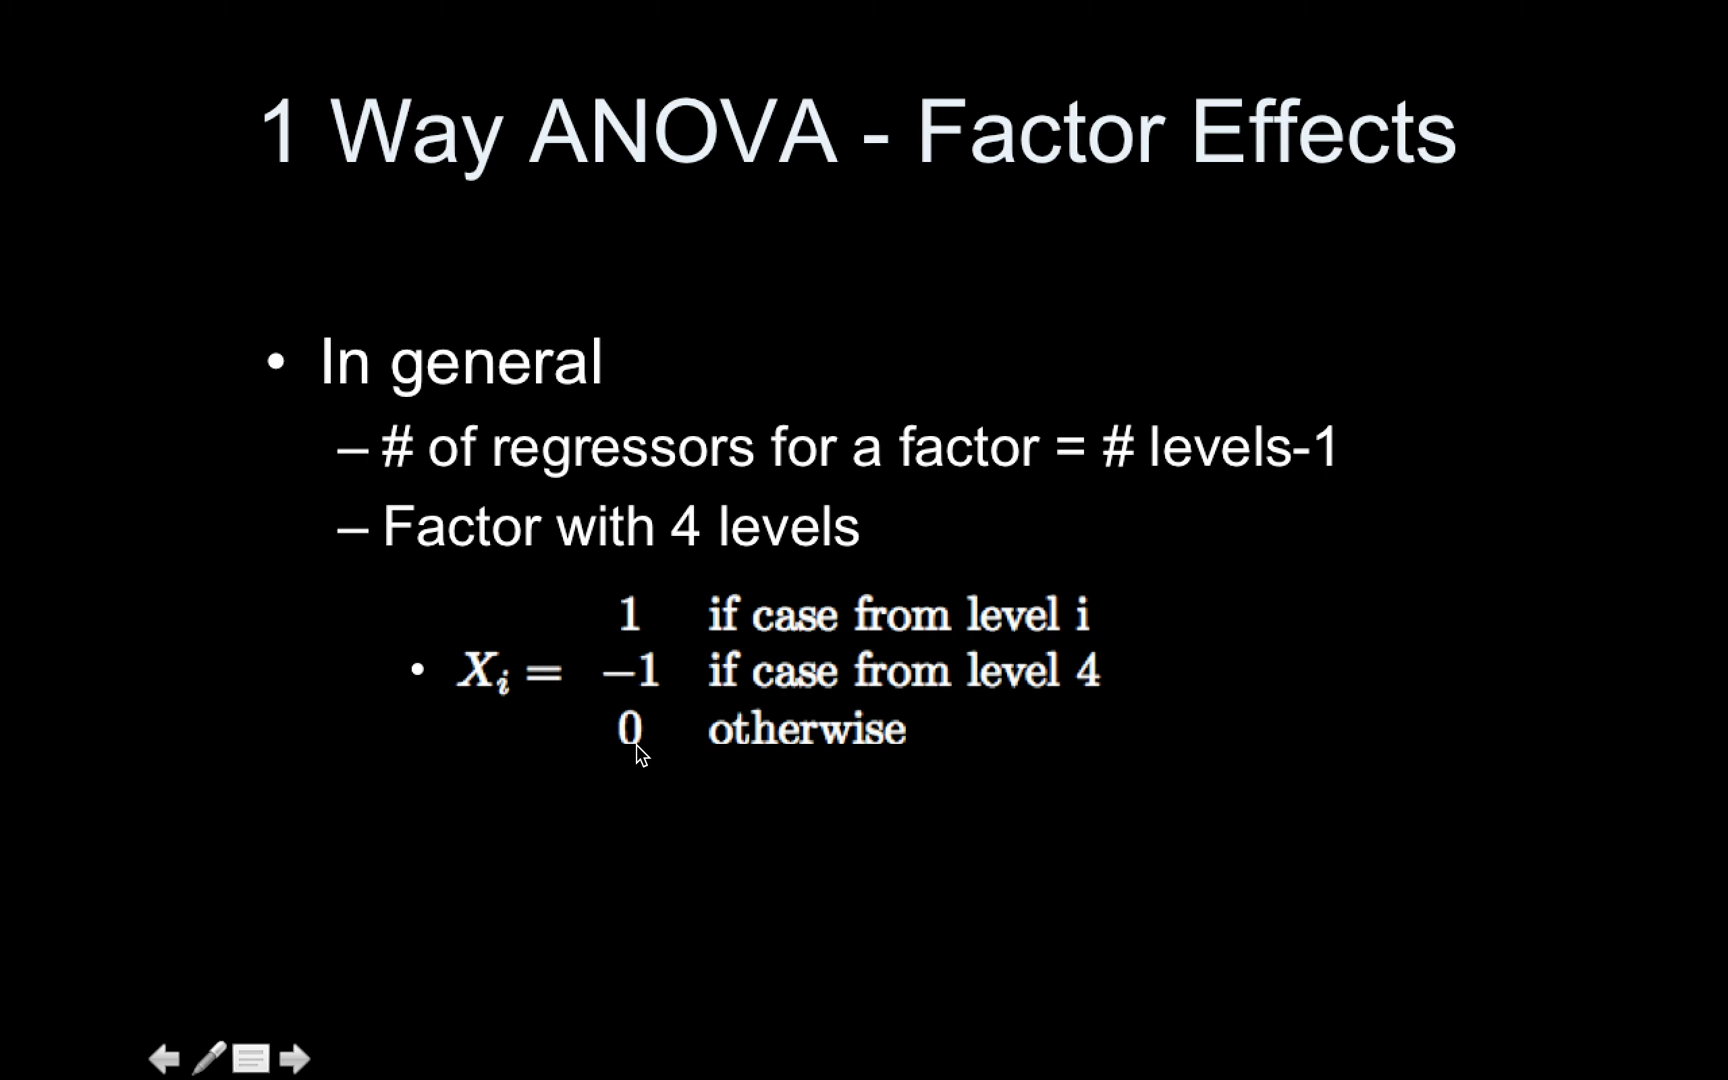 1 Way ANOVA - Factor Effects
• In general
– # of regressors for a factor = # levels-1
– Factor with 4 levels
1 if case from level i
• Xᵢ = −1 if case from level 4
0 otherwise